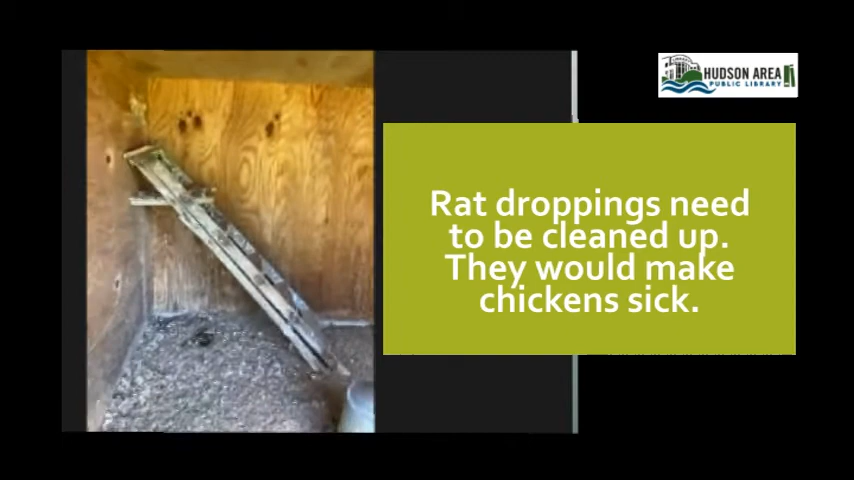 HUDSON AREA
PUBLIC LIBRARY
Rat droppings need
to be cleaned up.
They would make
chickens sick.